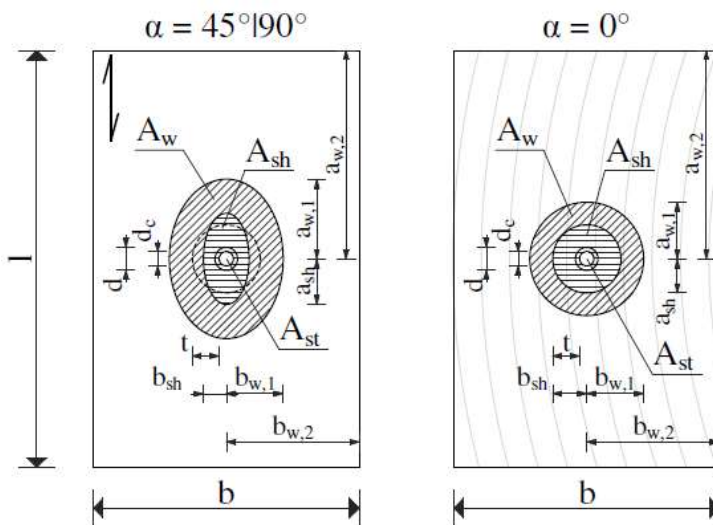 α = 45°|90°
A_w
A_sh
a_w,2
a_w,1
d_c
d
a_sh
l
t
A_st
b_sh
b_w,1
b_w,2
b
α = 0°
A_w
A_sh
a_w,2
a_w,1
d_c
d
a_sh
t
A_st
b_sh
b_w,1
b_w,2
b